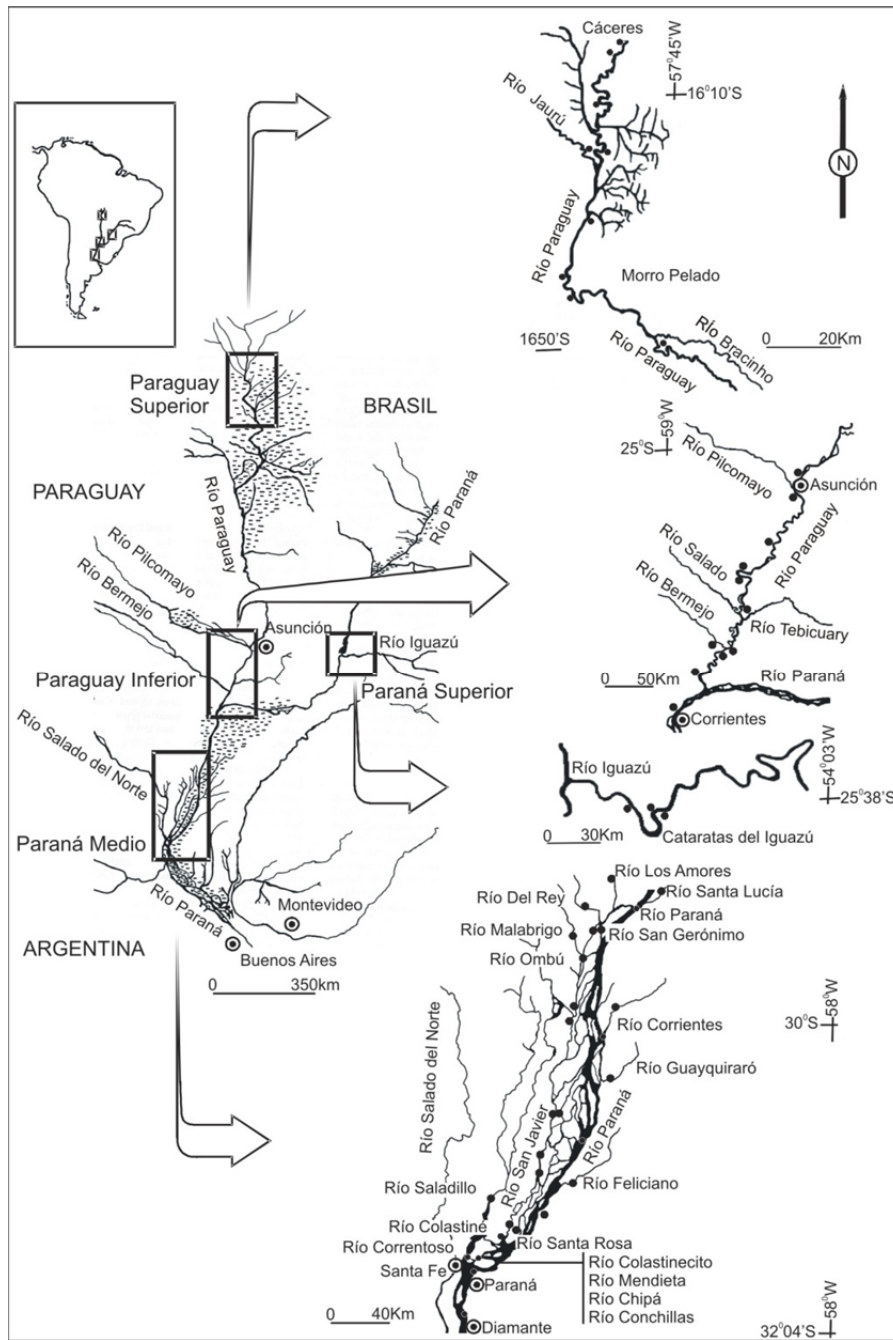 Cáceres
57°45'W
16°10'S
Río Jaurú
N
Río Paraguay
Morro Pelado
Río Bracinho
1650'S
Río Paraguay
0 20Km
Paraguay
Superior
BRASIL
PARAGUAY
Río Paraguay
Río Paraná
Río Pilcomayo
Río Bermejo
Asunción
Río Iguazú
Paraguay Inferior
Paraná Superior
Río Salado del Norte
Paraná Medio
Río Paraná
Montevideo
ARGENTINA
Buenos Aires
0 350km
59°W
25°S
Río Pilcomayo
Asunción
Río Paraguay
Río Salado
Río Bermejo
Río Tebicuary
0 50Km
Río Paraná
Corrientes
54°03'W
Río Iguazú
25°38'S
0 30Km
Cataratas del Iguazú
Río Los Amores
Río Del Rey
Río Santa Lucía
Río Paraná
Río Malabrigo
Río San Gerónimo
Río Ombú
58°W
30°S
Río Corrientes
Río Salado del Norte
Río Guayquiraró
Río San Javier
Río Paraná
Río Saladillo
Río Feliciano
Río Colastiné
Río Correntoso
Río Santa Rosa
Santa Fe
Río Colastinecito
Paraná
Río Mendieta
Río Chipá
Río Conchillas
0 40Km
Diamante
58°W
32°04'S